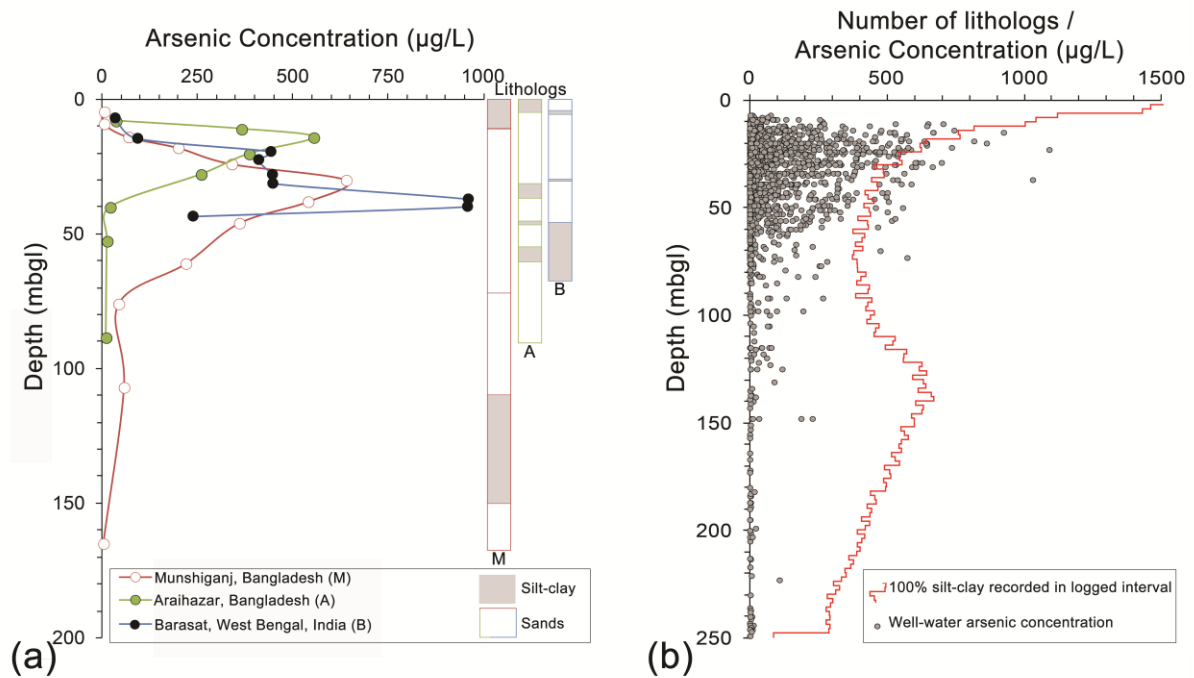 Arsenic Concentration (µg/L)
0 250 500 750 1000
Lithologs
Depth (mbgl)
0
50
100
150
200
B
A
M
Munshiganj, Bangladesh (M)
Araihazar, Bangladesh (A)
Barasat, West Bengal, India (B)
Silt-clay
Sands
(a)
Number of lithologs /
Arsenic Concentration (µg/L)
0 500 1000 1500
Depth (mbgl)
0
50
100
150
200
250
100% silt-clay recorded in logged interval
Well-water arsenic concentration
(b)